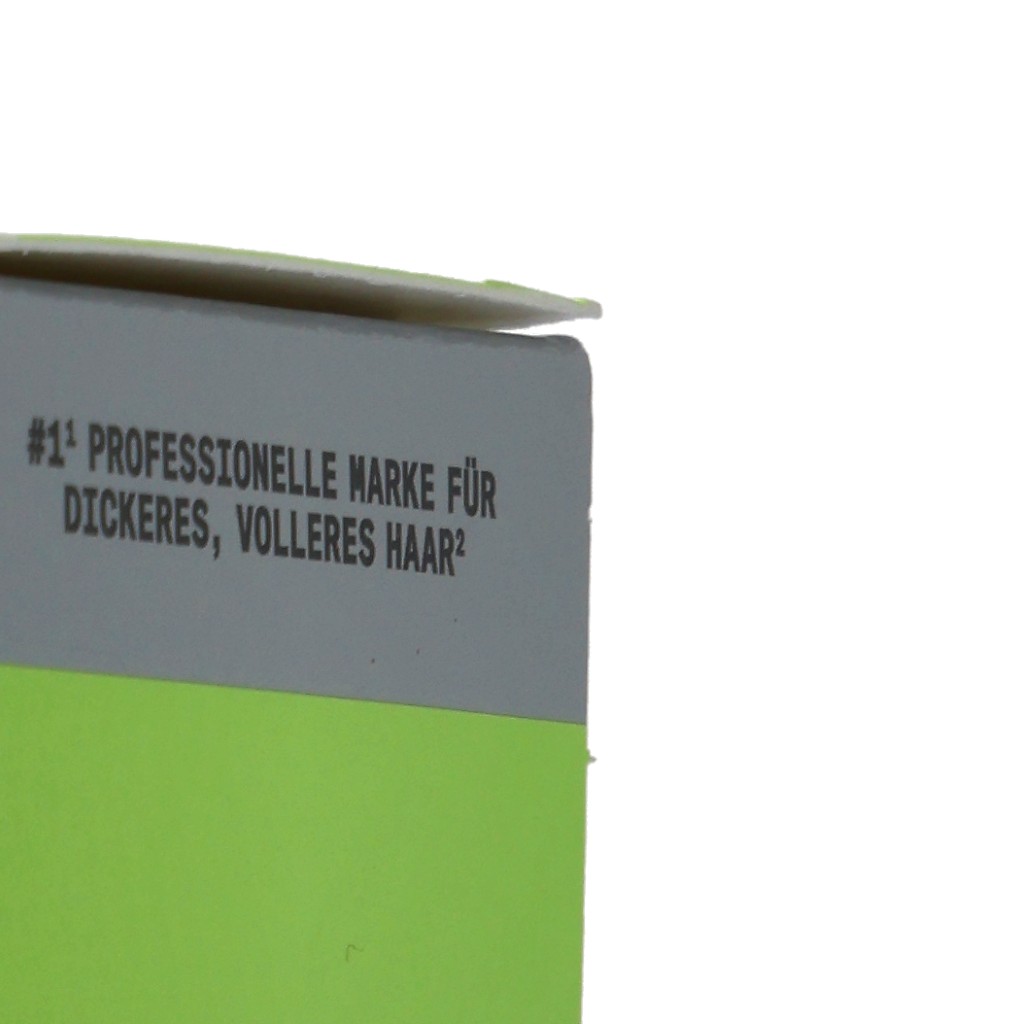 #1¹ PROFESSIONELLE MARKE FÜR
DICKERES, VOLLERES HAAR²